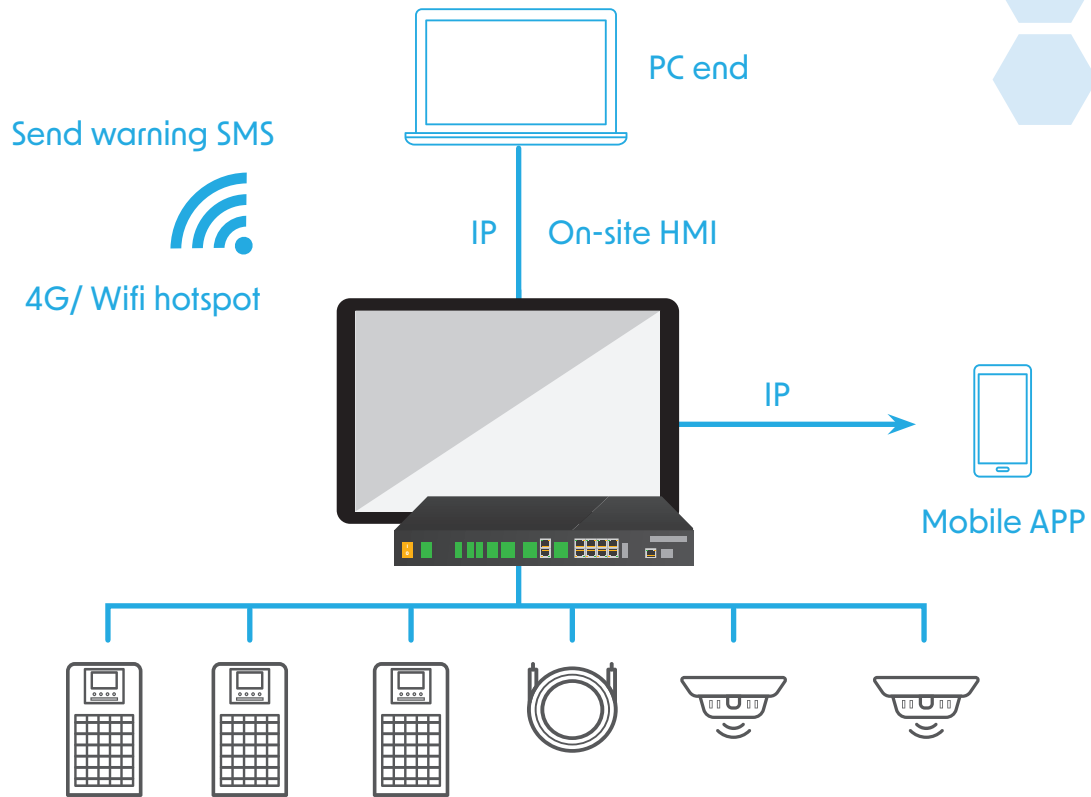 PC end
Send warning SMS
IP
On-site HMI
4G/ Wifi hotspot
IP
Mobile APP